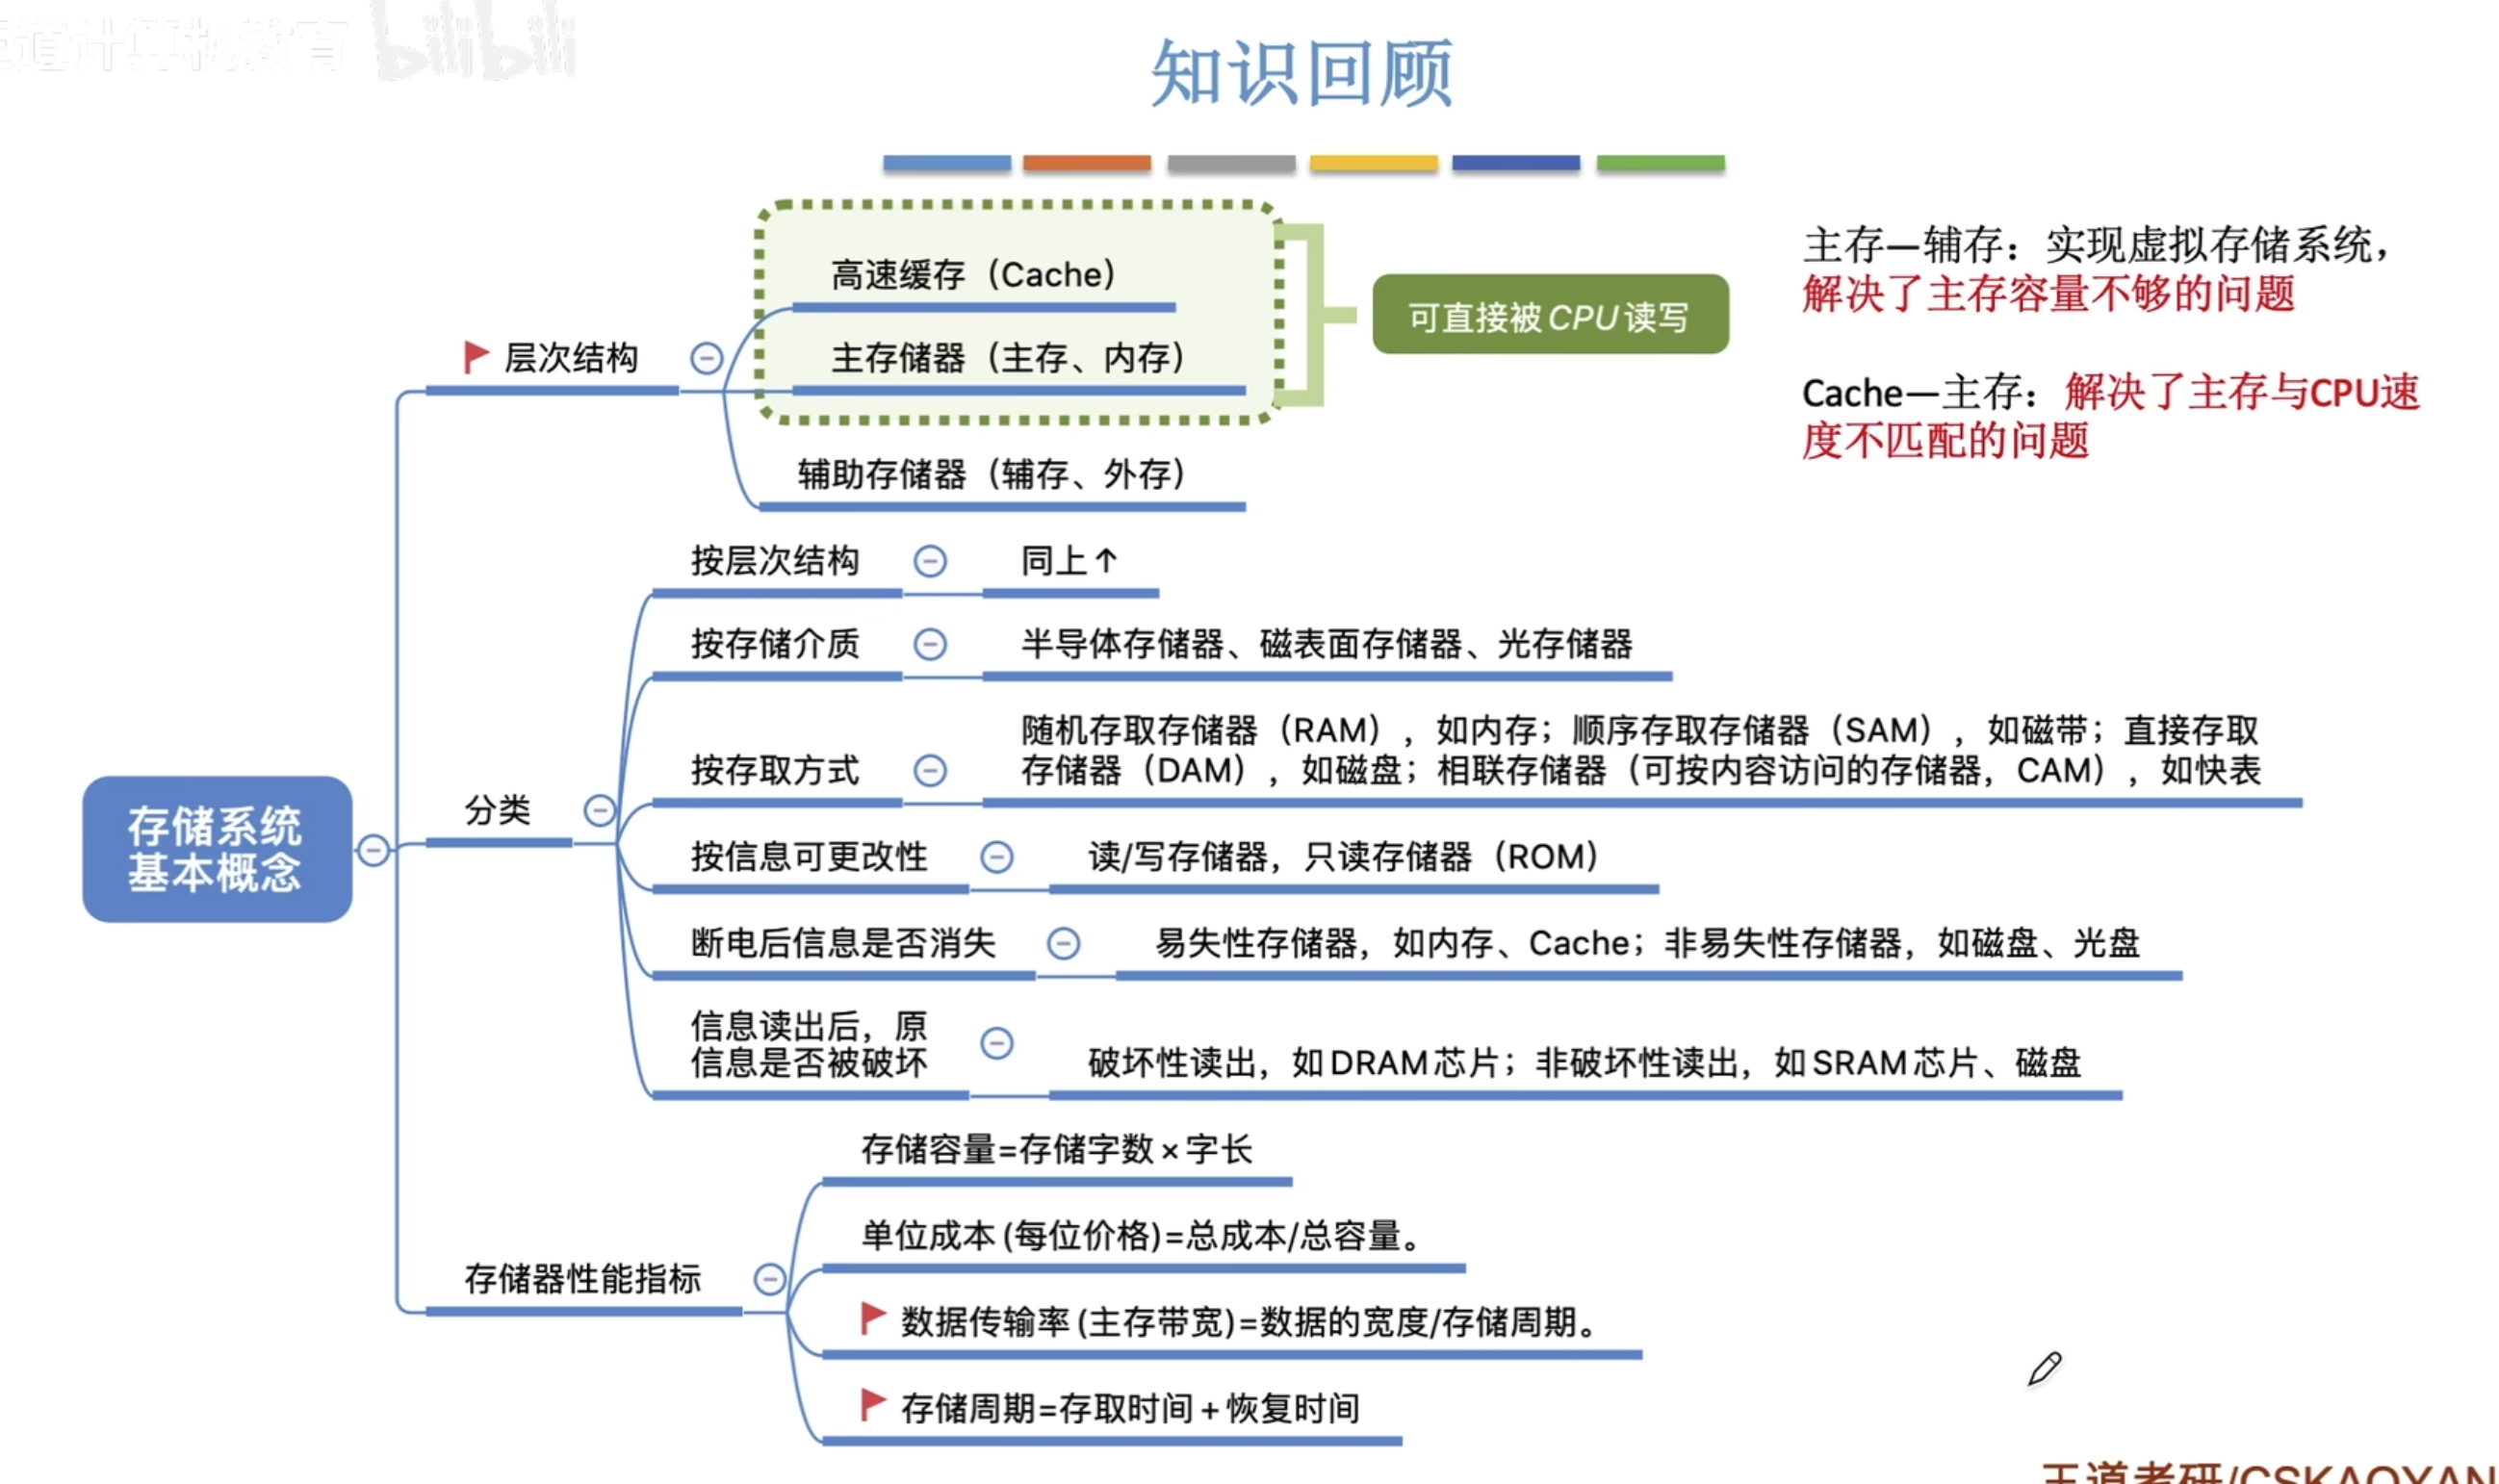 道计算机教育 bilibili
知识回顾
高速缓存（Cache）
主存储器（主存、内存）
辅助存储器（辅存、外存）
可直接被CPU读写
层次结构
主存—辅存：实现虚拟存储系统，
解决了主存容量不够的问题
Cache—主存：解决了主存与CPU速
度不匹配的问题
存储系统
基本概念
分类
按层次结构
同上↑
按存储介质
半导体存储器、磁表面存储器、光存储器
按存取方式
随机存取存储器（RAM），如内存；顺序存取存储器（SAM），如磁带；直接存取
存储器（DAM），如磁盘；相联存储器（可按内容访问的存储器，CAM），如快表
按信息可更改性
读/写存储器，只读存储器（ROM）
断电后信息是否消失
易失性存储器，如内存、Cache；非易失性存储器，如磁盘、光盘
信息读出后，原
信息是否被破坏
破坏性读出，如DRAM芯片；非破坏性读出，如SRAM芯片、磁盘
存储器性能指标
存储容量=存储字数×字长
单位成本(每位价格)=总成本/总容量。
数据传输率(主存带宽)=数据的宽度/存储周期。
存储周期=存取时间+恢复时间
王道考研/CSKAOYAN